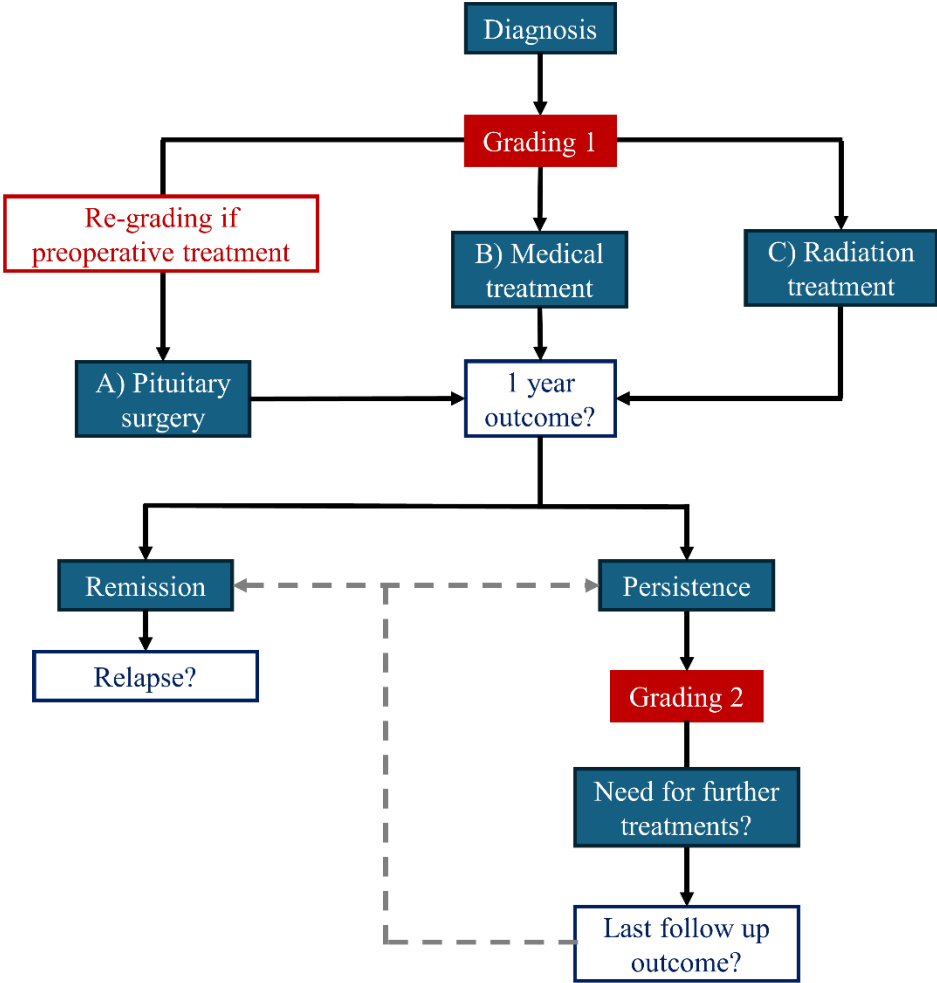 Diagnosis
Grading 1
Re-grading if
preoperative treatment
B) Medical
treatment
C) Radiation
treatment
A) Pituitary
surgery
1 year
outcome?
Remission
Persistence
Relapse?
Grading 2
Need for further
treatments?
Last follow up
outcome?